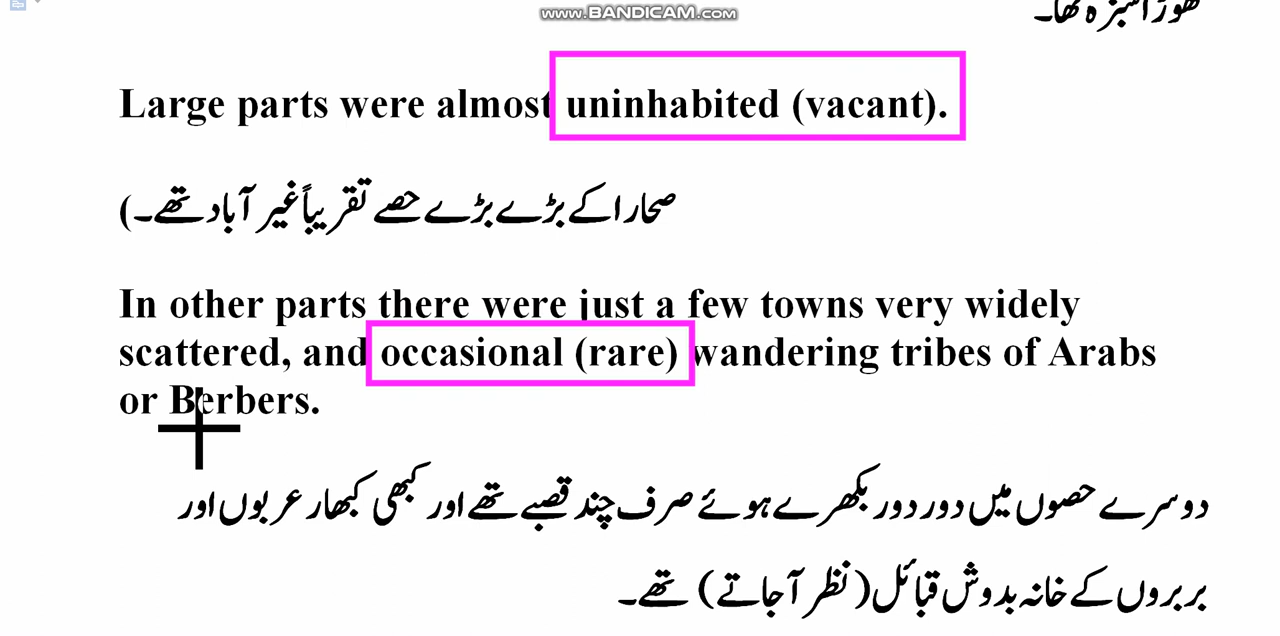 www.BANDICAM.com
تھوڑا سبزہ تھا۔
Large parts were almost uninhabited (vacant).
صحارا کے بڑے بڑے حصے تقریباً غیر آباد تھے۔)
In other parts there were just a few towns very widely
scattered, and occasional (rare) wandering tribes of Arabs
or Berbers.
دوسرے حصوں میں دور دور بکھرے ہوئے صرف چند قصبے تھے اور کبھی کبھار عربوں اور
بربروں کے خانہ بدوش قبائل (نظر آجاتے) تھے۔